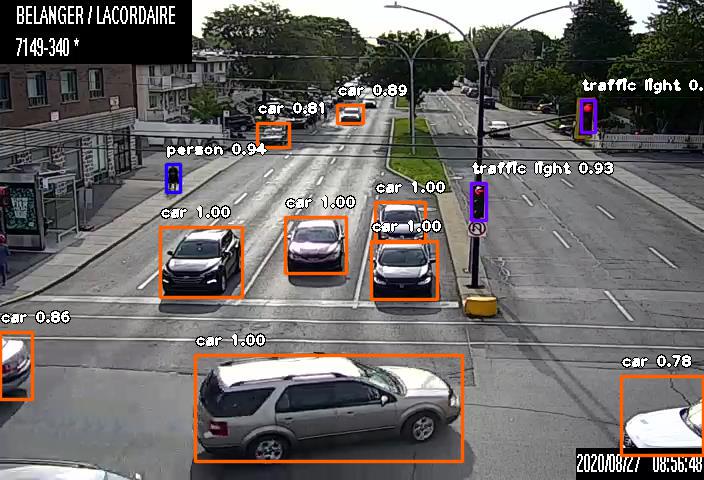 BELANGER / LACORDAIRE
7149-340 *
car 0.89
traffic light 0.
car 0.81
person 0.94
traffic light 0.93
car 1.00
car 1.00
car 1.00
car 1.00
car 0.86
car 1.00
car 0.78
2020/08/27 08:56:48